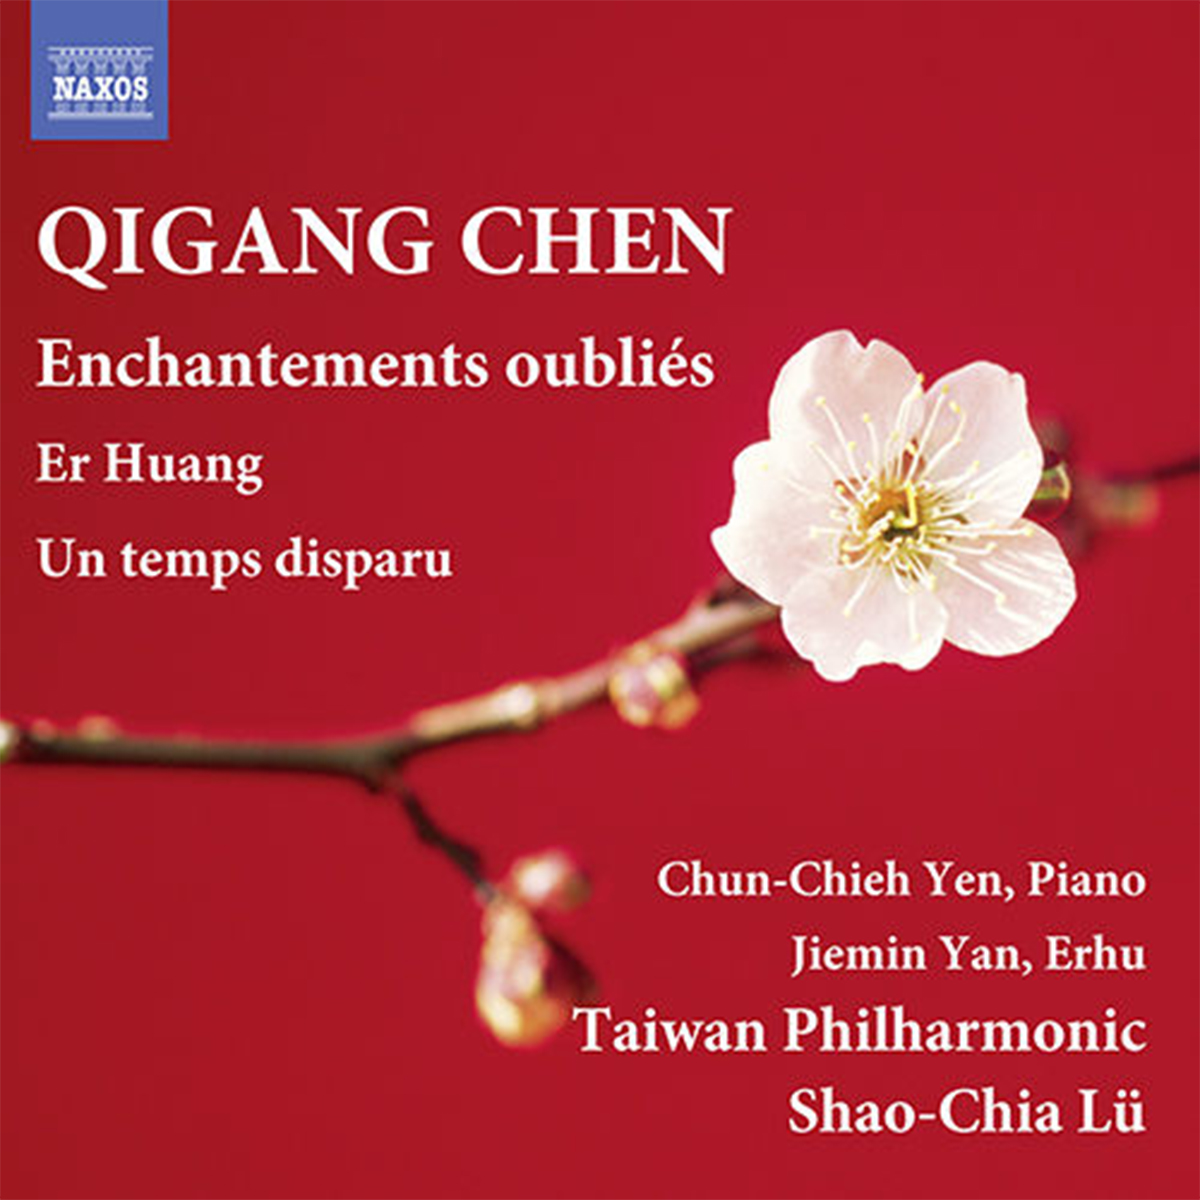 NAXOS
QIGANG CHEN
Enchantements oubliés
Er Huang
Un temps disparu
Chun-Chieh Yen, Piano
Jiemin Yan, Erhu
Taiwan Philharmonic
Shao-Chia Lü